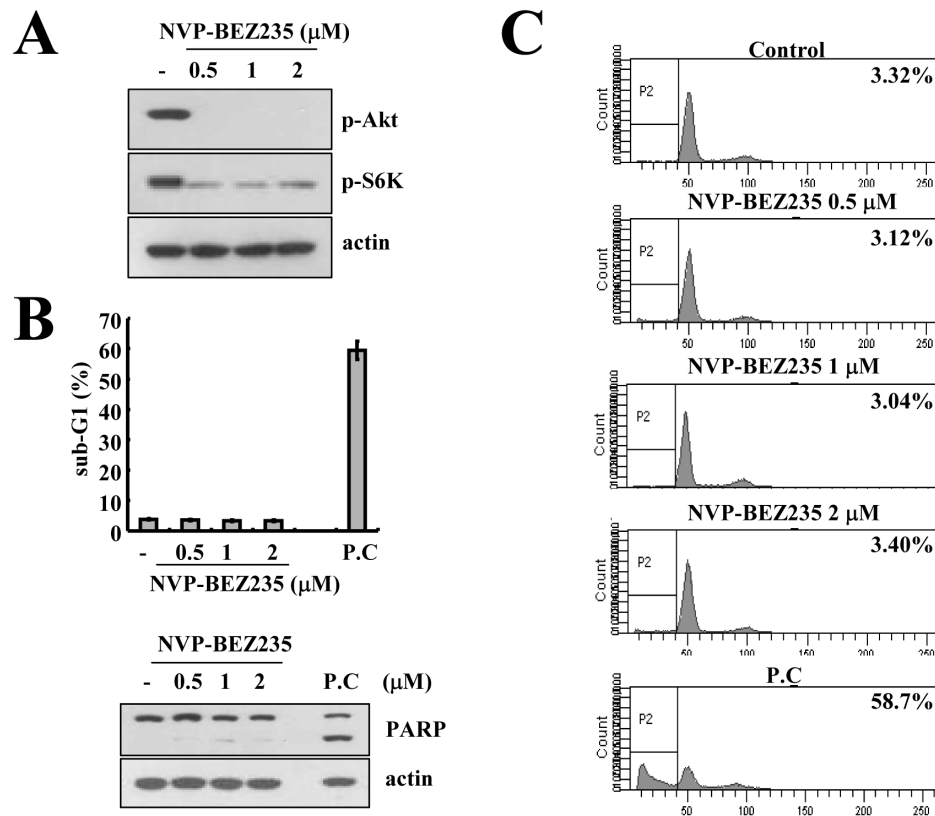 A
NVP-BEZ235 (μM)
- 0.5 1 2
p-Akt
p-S6K
actin
B
70
60
50
40
30
20
10
0
sub-G1 (%)
- 0.5 1 2 P.C
NVP-BEZ235 (μM)
NVP-BEZ235
- 0.5 1 2 P.C (μM)
PARP
actin
C
Control
3.32%
P2
Count
50 100 150 200 250
NVP-BEZ235 0.5 μM
3.12%
P2
Count
50 100 150 200 250
NVP-BEZ235 1 μM
3.04%
P2
Count
50 100 150 200 250
NVP-BEZ235 2 μM
3.40%
P2
Count
50 100 150 200 250
P.C
58.7%
P2
Count
50 100 150 200 250